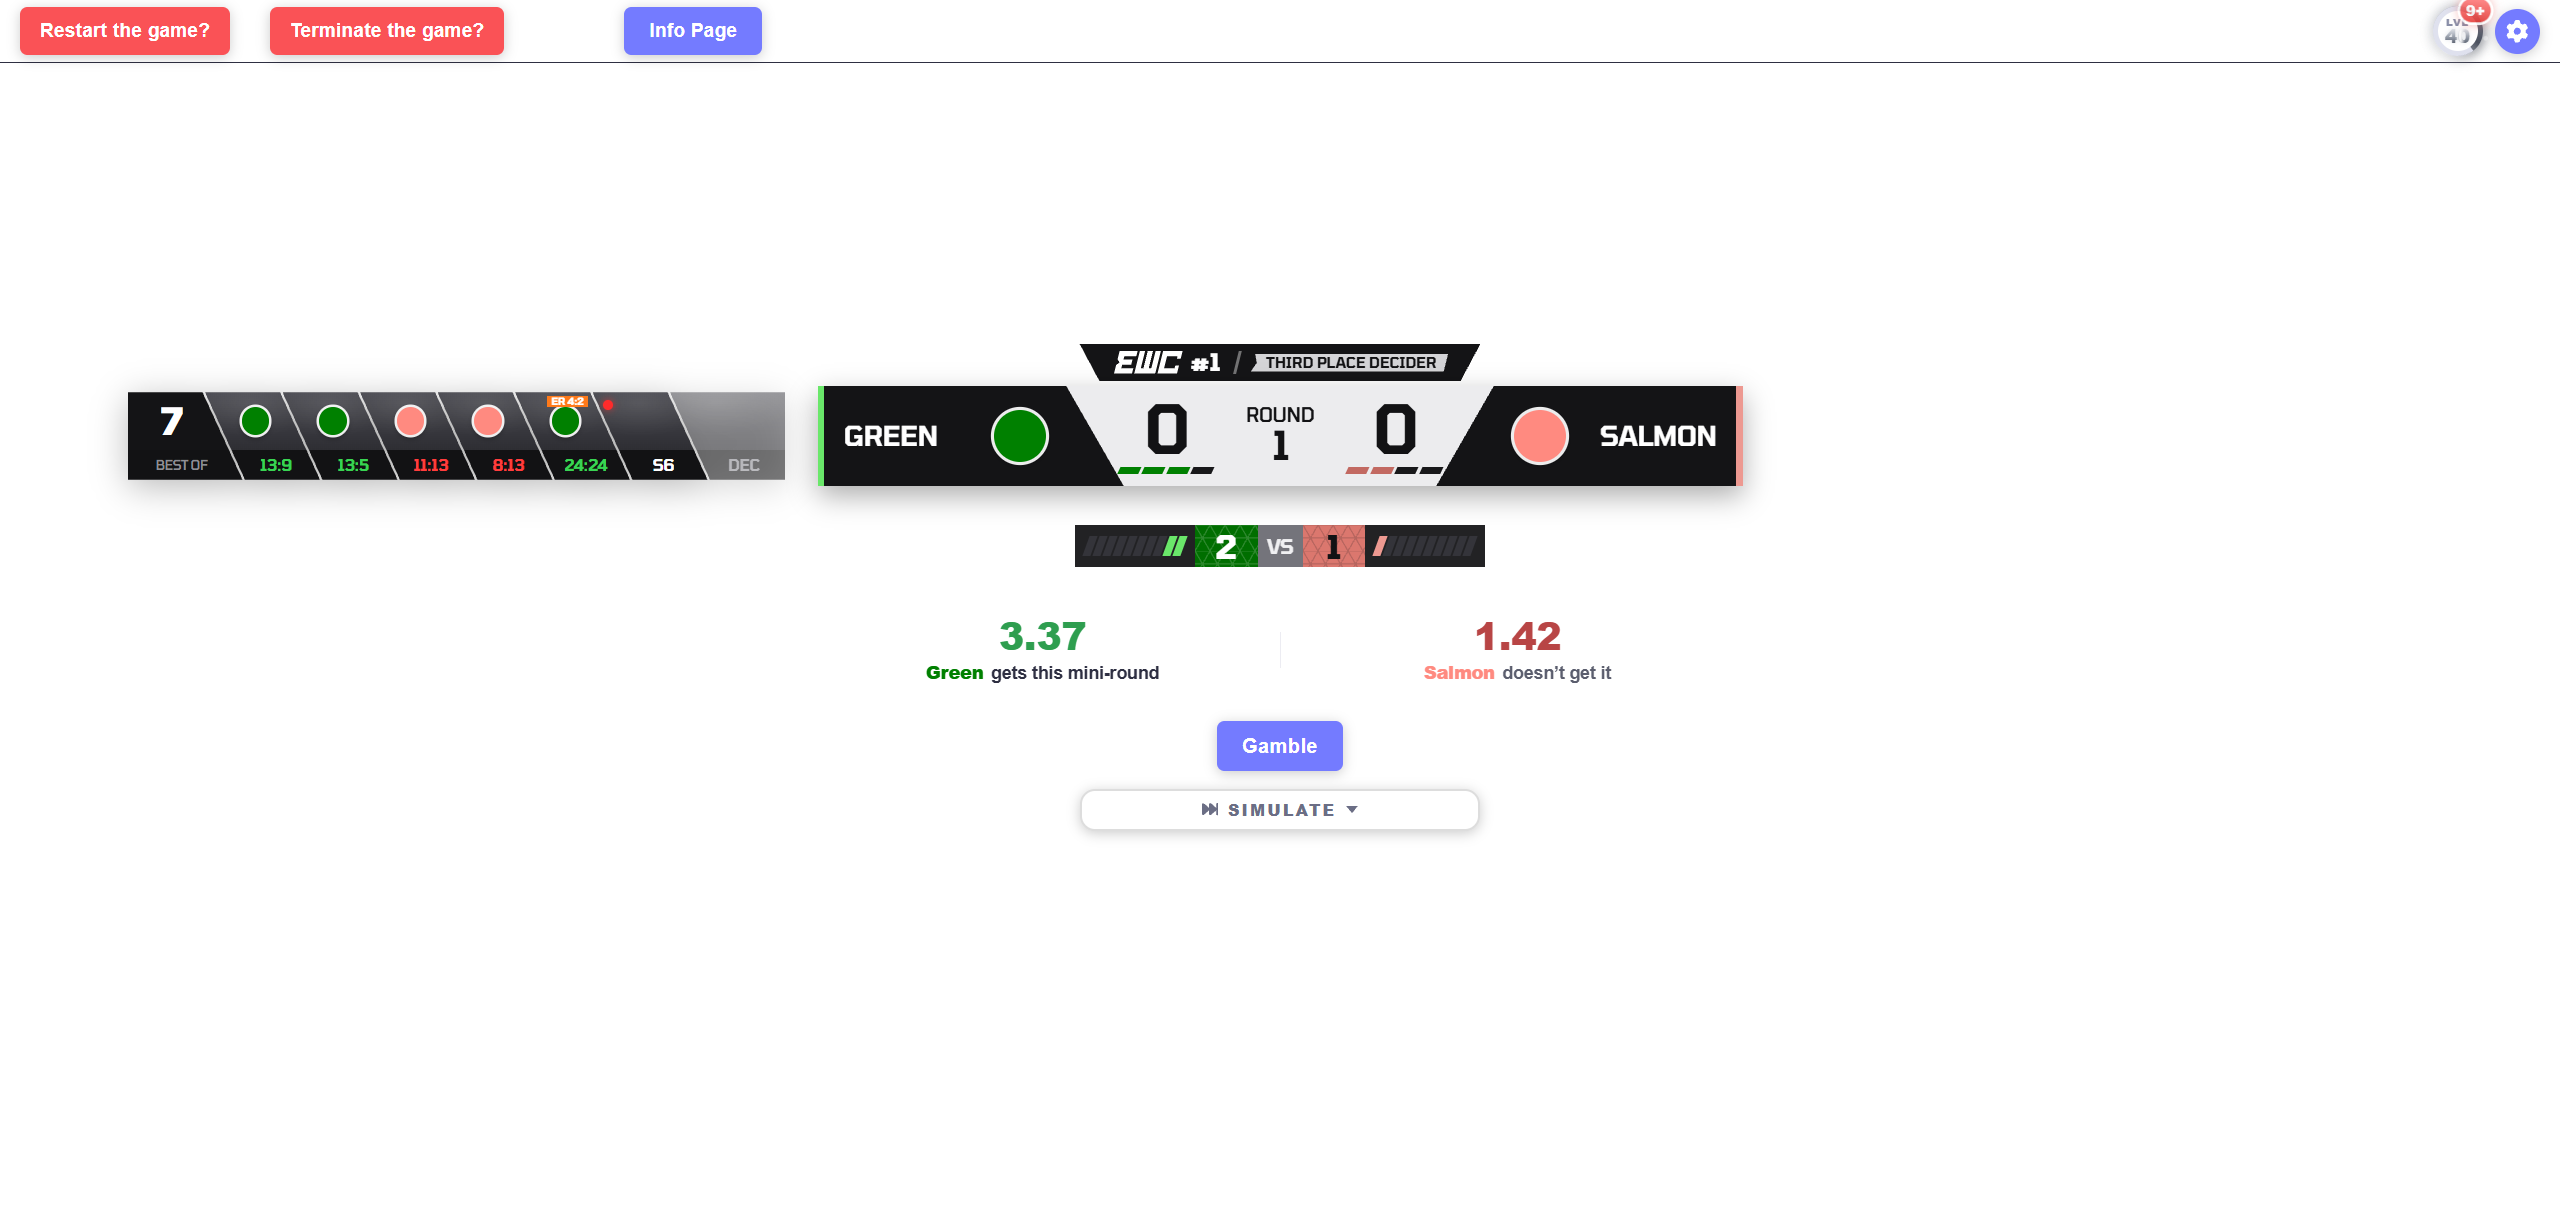 Restart the game?
Terminate the game?
Info Page
9+
LVL
40
EWC #1 / THIRD PLACE DECIDER
7
BEST OF
ER 4:2
13:9
13:5
11:13
8:13
24:24
S6
DEC
GREEN
0
ROUND
1
0
SALMON
2 VS 1
3.37
Green gets this mini-round
1.42
Salmon doesn’t get it
Gamble
SIMULATE